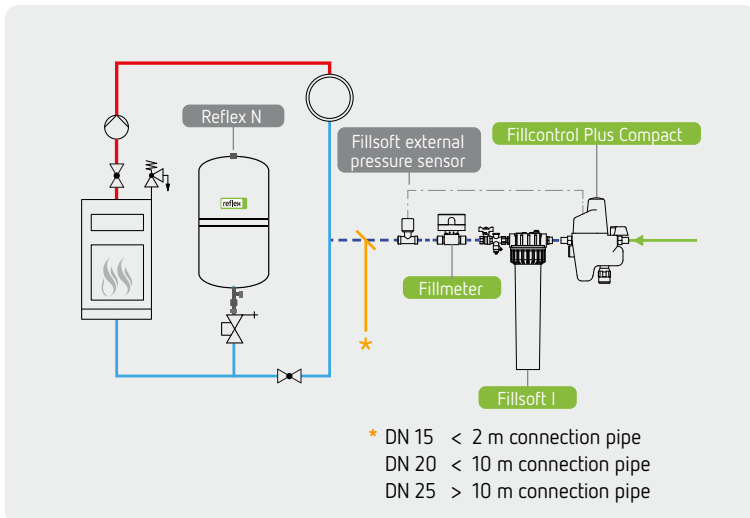 Reflex N
reflex
Fillsoft external
pressure sensor
Fillcontrol Plus Compact
Fillmeter
Fillsoft I
*
* DN 15 < 2 m connection pipe
DN 20 < 10 m connection pipe
DN 25 > 10 m connection pipe